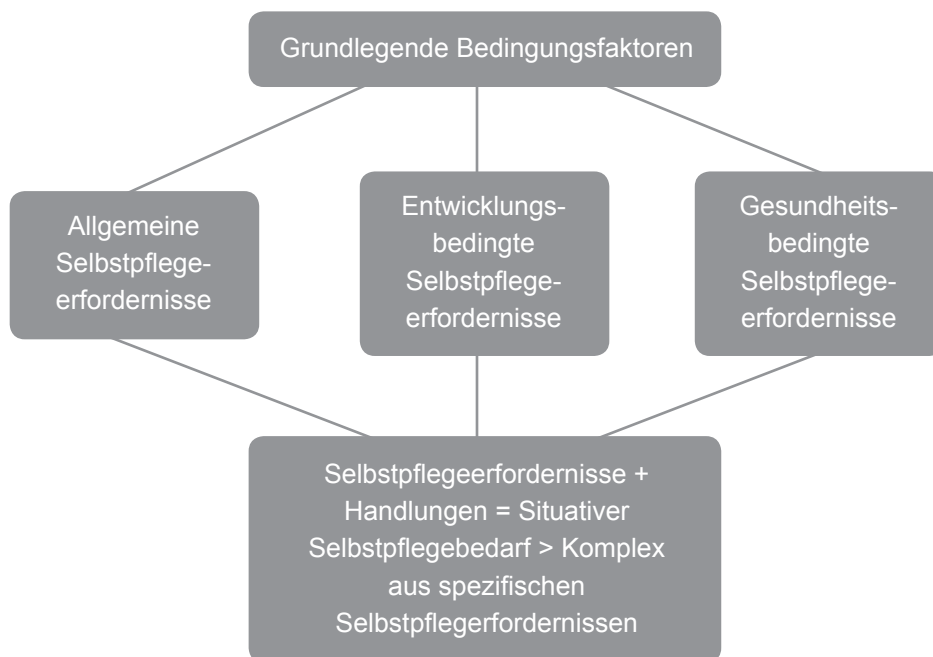 Grundlegende Bedingungsfaktoren
Allgemeine
Selbstpflege-
erfordernisse
Entwicklungs-
bedingte
Selbstpflege-
erfordernisse
Gesundheits-
bedingte
Selbstpflege-
erfordernisse
Selbstpflegeerfordernisse +
Handlungen = Situativer
Selbstpflegebedarf > Komplex
aus spezifischen
Selbstpflegerfordernissen